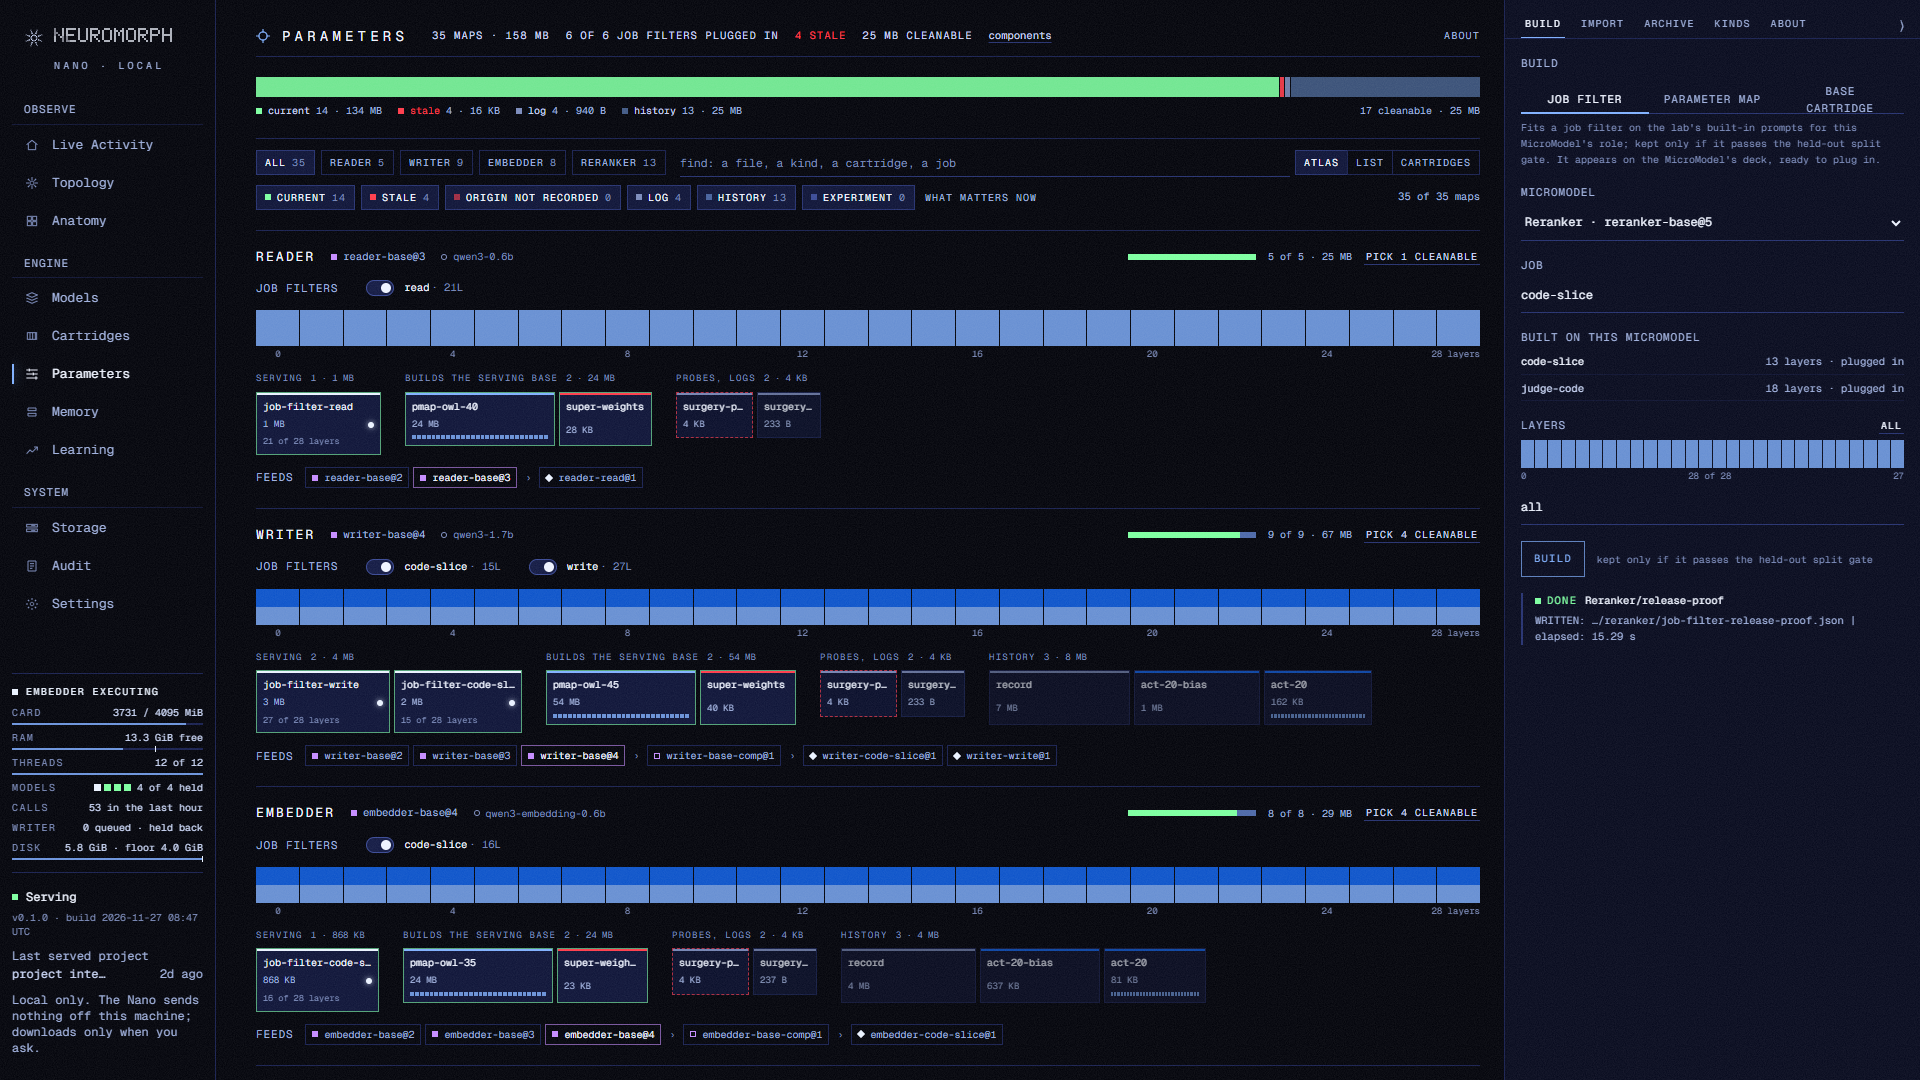 NEUROMORPH
NANO · LOCAL
OBSERVE
Live Activity
Topology
Anatomy
ENGINE
Models
Cartridges
Parameters
Memory
Learning
SYSTEM
Storage
Audit
Settings
EMBEDDER EXECUTING
CARD 3731 / 4095 MiB
RAM 13.3 GiB free
THREADS 12 of 12
MODELS 4 of 4 held
CALLS 53 in the last hour
WRITER 0 queued · held back
DISK 5.8 GiB · floor 4.0 GiB
Serving
v0.1.0 · build 2026-11-27 08:47
UTC
Last served project
project inte… 2d ago
Local only. The Nano sends
nothing off this machine;
downloads only when you
ask.
PARAMETERS 35 MAPS · 158 MB 6 OF 6 JOB FILTERS PLUGGED IN 4 STALE 25 MB CLEANABLE components ABOUT
current 14 · 134 MB stale 4 · 16 KB log 4 · 940 B history 13 · 25 MB 17 cleanable · 25 MB
ALL 35 READER 5 WRITER 9 EMBEDDER 8 RERANKER 13 find: a file, a kind, a cartridge, a job ATLAS LIST CARTRIDGES
CURRENT 14 STALE 4 ORIGIN NOT RECORDED 0 LOG 4 HISTORY 13 EXPERIMENT 0 WHAT MATTERS NOW 35 of 35 maps
READER reader-base@3 qwen3-0.6b 5 of 5 · 25 MB PICK 1 CLEANABLE
JOB FILTERS read · 21L
0 4 8 12 16 20 24 28 layers
SERVING 1 · 1 MB BUILDS THE SERVING BASE 2 · 24 MB PROBES, LOGS 2 · 4 KB
job-filter-read pmap-owl-40 super-weights surgery-p… surgery…
1 MB 24 MB 28 KB 4 KB 233 B
21 of 28 layers
FEEDS reader-base@2 reader-base@3 › reader-read@1
WRITER writer-base@4 qwen3-1.7b 9 of 9 · 67 MB PICK 4 CLEANABLE
JOB FILTERS code-slice · 15L write · 27L
0 4 8 12 16 20 24 28 layers
SERVING 2 · 4 MB BUILDS THE SERVING BASE 2 · 54 MB PROBES, LOGS 2 · 4 KB HISTORY 3 · 8 MB
job-filter-write job-filter-code-sl… pmap-owl-45 super-weights surgery-p… surgery… record act-20-bias act-20
3 MB 2 MB 54 MB 40 KB 4 KB 233 B 7 MB 1 MB 162 KB
27 of 28 layers 15 of 28 layers
FEEDS writer-base@2 writer-base@3 writer-base@4 › writer-base-comp@1 › writer-code-slice@1 writer-write@1
EMBEDDER embedder-base@4 qwen3-embedding-0.6b 8 of 8 · 29 MB PICK 4 CLEANABLE
JOB FILTERS code-slice · 16L
0 4 8 12 16 20 24 28 layers
SERVING 1 · 868 KB BUILDS THE SERVING BASE 2 · 24 MB PROBES, LOGS 2 · 4 KB HISTORY 3 · 4 MB
job-filter-code-s… pmap-owl-35 super-weigh… surgery-p… surgery… record act-20-bias act-20
868 KB 24 MB 23 KB 4 KB 237 B 4 MB 637 KB 81 KB
16 of 28 layers
FEEDS embedder-base@2 embedder-base@3 embedder-base@4 › embedder-base-comp@1 › embedder-code-slice@1
BUILD IMPORT ARCHIVE KINDS ABOUT ⟩
BUILD
JOB FILTER PARAMETER MAP BASE CARTRIDGE
Fits a job filter on the lab's built-in prompts for this
MicroModel's role; kept only if it passes the held-out split
gate. It appears on the MicroModel's deck, ready to plug in.
MICROMODEL
Reranker · reranker-base@5
JOB
code-slice
BUILT ON THIS MICROMODEL
code-slice 13 layers · plugged in
judge-code 18 layers · plugged in
LAYERS ALL
0 28 of 28 27
all
BUILD kept only if it passes the held-out split gate
DONE Reranker/release-proof
WRITTEN: …/reranker/job-filter-release-proof.json |
elapsed: 15.29 s